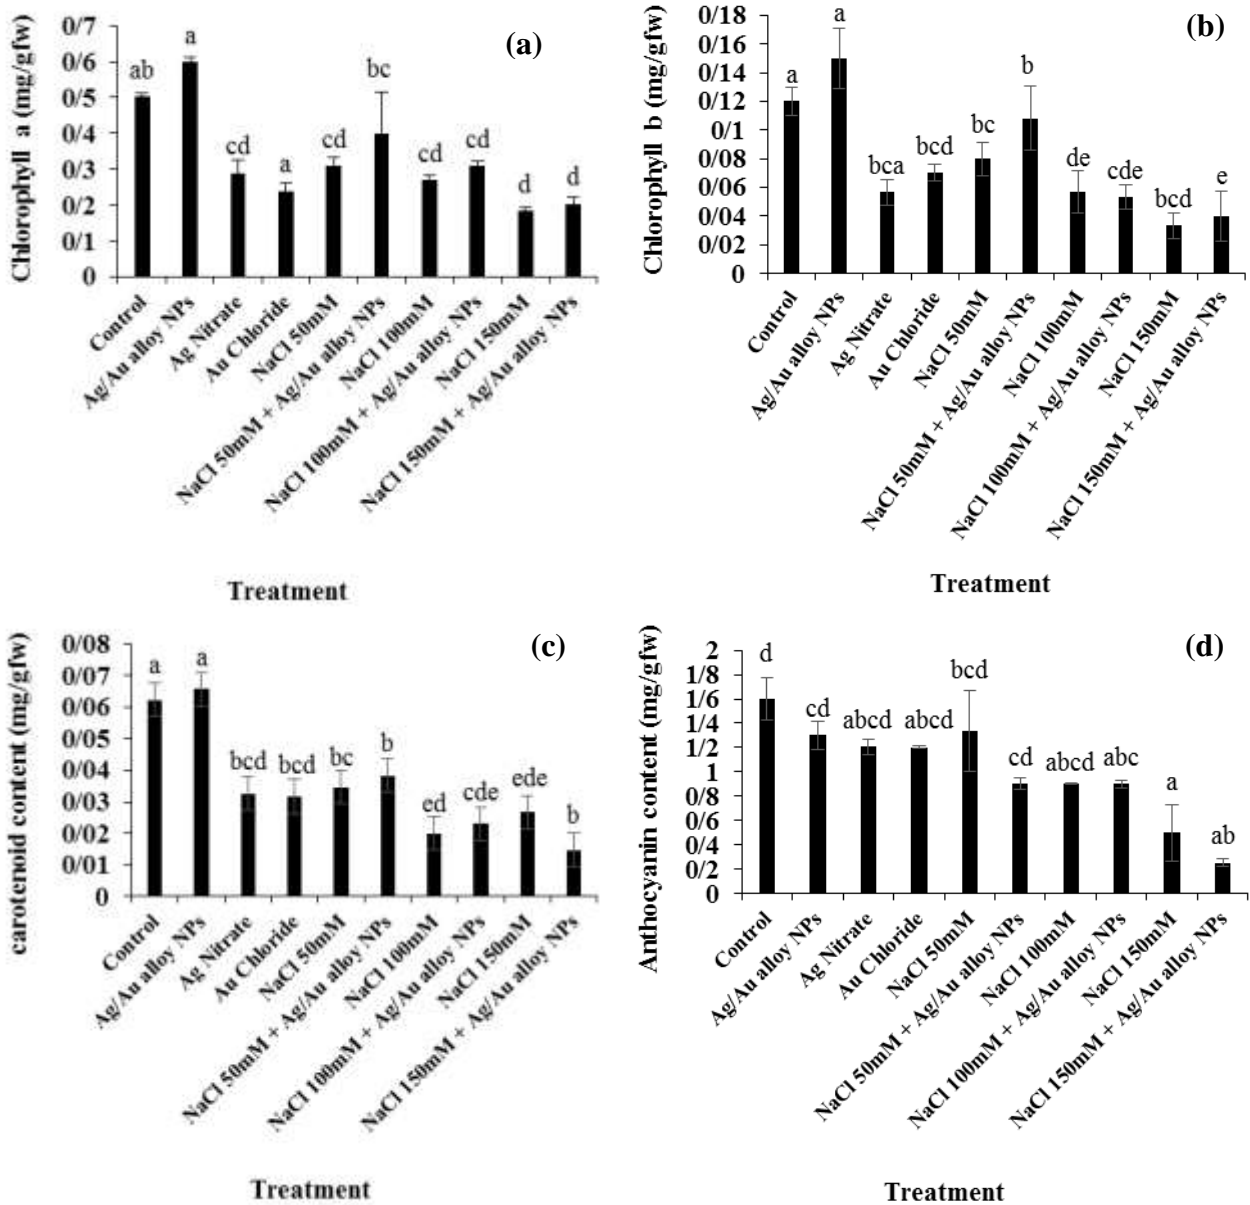 (a)
Chlorophyll a (mg/gfw)
0/7
0/6
0/5
0/4
0/3
0/2
0/1
0
ab
a
cd
a
cd
bc
cd
cd
d
d
Control
Ag/Au alloy NPs
Ag Nitrate
Au Chloride
NaCl 50mM
NaCl 50mM + Ag/Au alloy NPs
NaCl 100mM
NaCl 100mM + Ag/Au alloy NPs
NaCl 150mM
NaCl 150mM + Ag/Au alloy NPs
Treatment
(b)
Chlorophyll b (mg/gfw)
0/18
0/16
0/14
0/12
0/1
0/08
0/06
0/04
0/02
0
a
a
bca
bcd
bc
b
de
cde
bcd
e
Control
Ag/Au alloy NPs
Ag Nitrate
Au Chloride
NaCl 50mM
NaCl 50mM + Ag/Au alloy NPs
NaCl 100mM
NaCl 100mM + Ag/Au alloy NPs
NaCl 150mM
NaCl 150mM + Ag/Au alloy NPs
Treatment
(c)
carotenoid content (mg/gfw)
0/08
0/07
0/06
0/05
0/04
0/03
0/02
0/01
0
a
a
bcd
bcd
bc
b
ed
cde
ede
b
Control
Ag/Au alloy NPs
Ag Nitrate
Au Chloride
NaCl 50mM
NaCl 50mM + Ag/Au alloy NPs
NaCl 100mM
NaCl 100mM + Ag/Au alloy NPs
NaCl 150mM
NaCl 150mM + Ag/Au alloy NPs
Treatment
(d)
Anthocyanin content (mg/gfw)
2
1/8
1/6
1/4
1/2
1
0/8
0/6
0/4
0/2
0
d
cd
abcd
abcd
bcd
cd
abcd
abc
a
ab
Control
Ag/Au alloy NPs
Ag Nitrate
Au Chloride
NaCl 50mM
NaCl 50mM + Ag/Au alloy NPs
NaCl 100mM
NaCl 100mM + Ag/Au alloy NPs
NaCl 150mM
NaCl 150mM + Ag/Au alloy NPs
Treatment